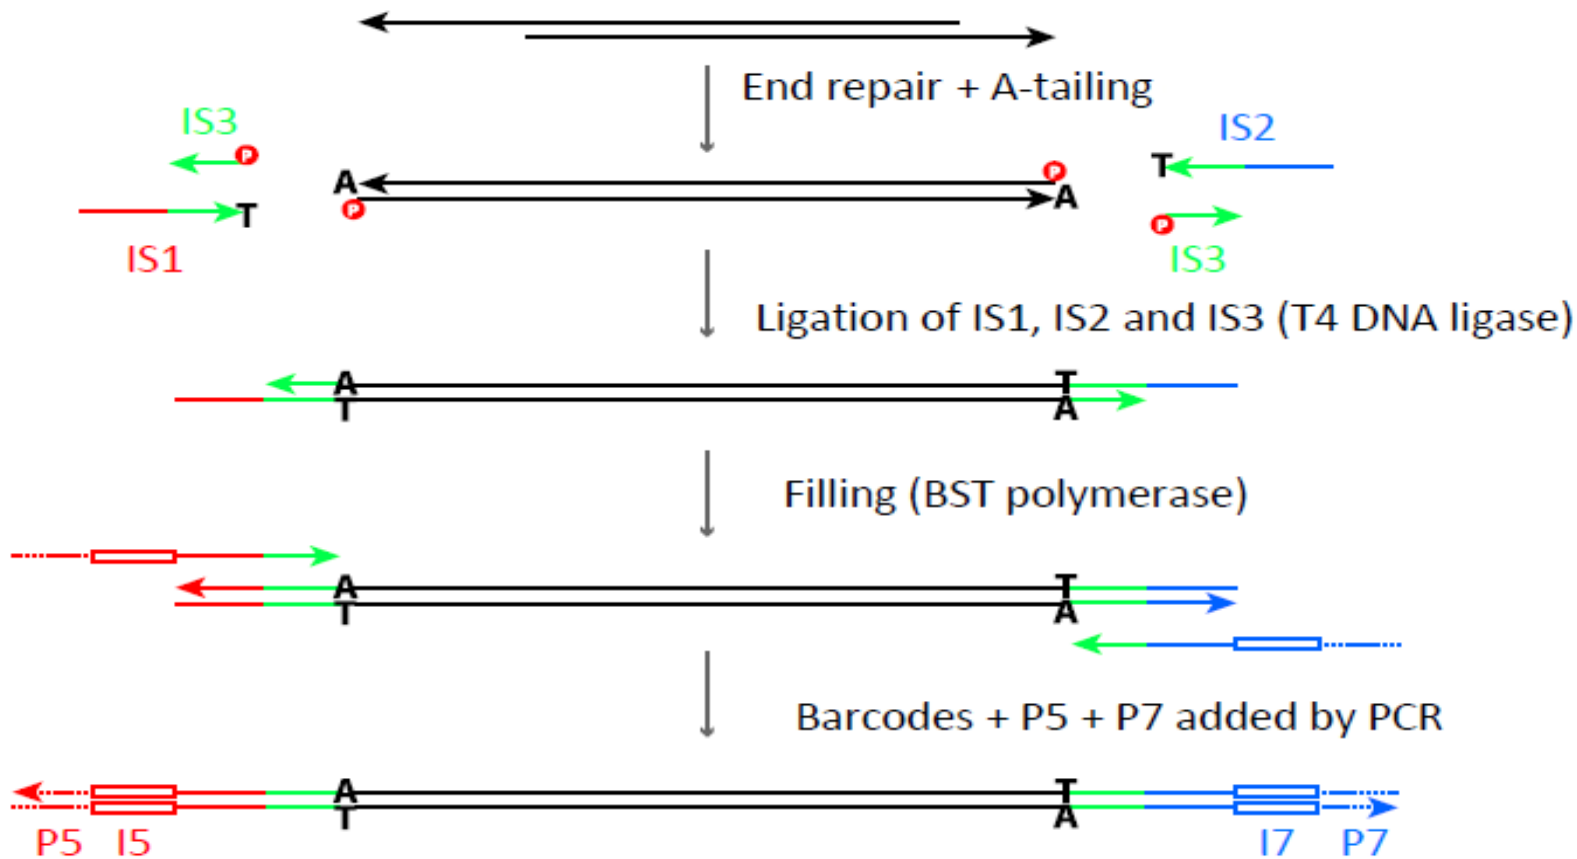 End repair + A-tailing
IS3
P
IS2
T
A
P
P
A
T
IS1
P
IS3
Ligation of IS1, IS2 and IS3 (T4 DNA ligase)
A
T
T
A
Filling (BST polymerase)
A
T
T
A
Barcodes + P5 + P7 added by PCR
A
T
T
A
P5 I5
I7 P7